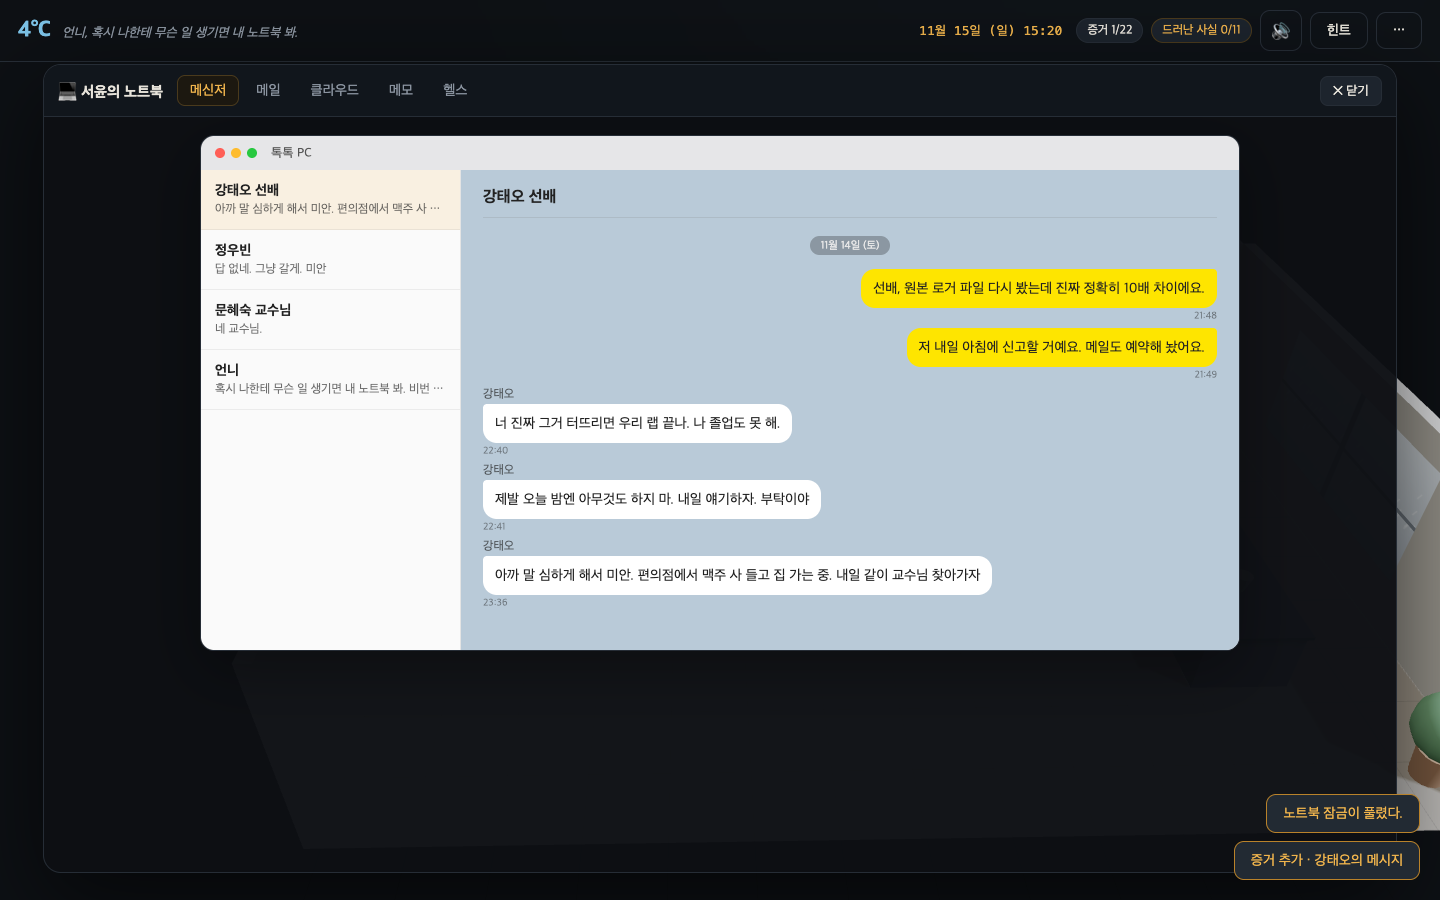 4°C
언니, 혹시 나한테 무슨 일 생기면 내 노트북 봐.
11월 15일 (일) 15:20
증거 1/22
드러난 사실 0/11
힌트
···
서윤의 노트북
메신저
메일
클라우드
메모
헬스
✕ 닫기
톡톡 PC
강태오 선배
아까 말 심하게 해서 미안. 편의점에서 맥주 사 ···
정우빈
답 없네. 그냥 갈게. 미안
문혜숙 교수님
네 교수님.
언니
혹시 나한테 무슨 일 생기면 내 노트북 봐. 비번 ···
강태오 선배
11월 14일 (토)
선배, 원본 로거 파일 다시 봤는데 진짜 정확히 10배 차이에요.
21:48
저 내일 아침에 신고할 거예요. 메일도 예약해 놨어요.
21:49
강태오
너 진짜 그거 터뜨리면 우리 랩 끝나. 나 졸업도 못 해.
22:40
강태오
제발 오늘 밤엔 아무것도 하지 마. 내일 얘기하자. 부탁이야
22:41
강태오
아까 말 심하게 해서 미안. 편의점에서 맥주 사 들고 집 가는 중. 내일 같이 교수님 찾아가자
23:36
노트북 잠금이 풀렸다.
증거 추가 · 강태오의 메시지